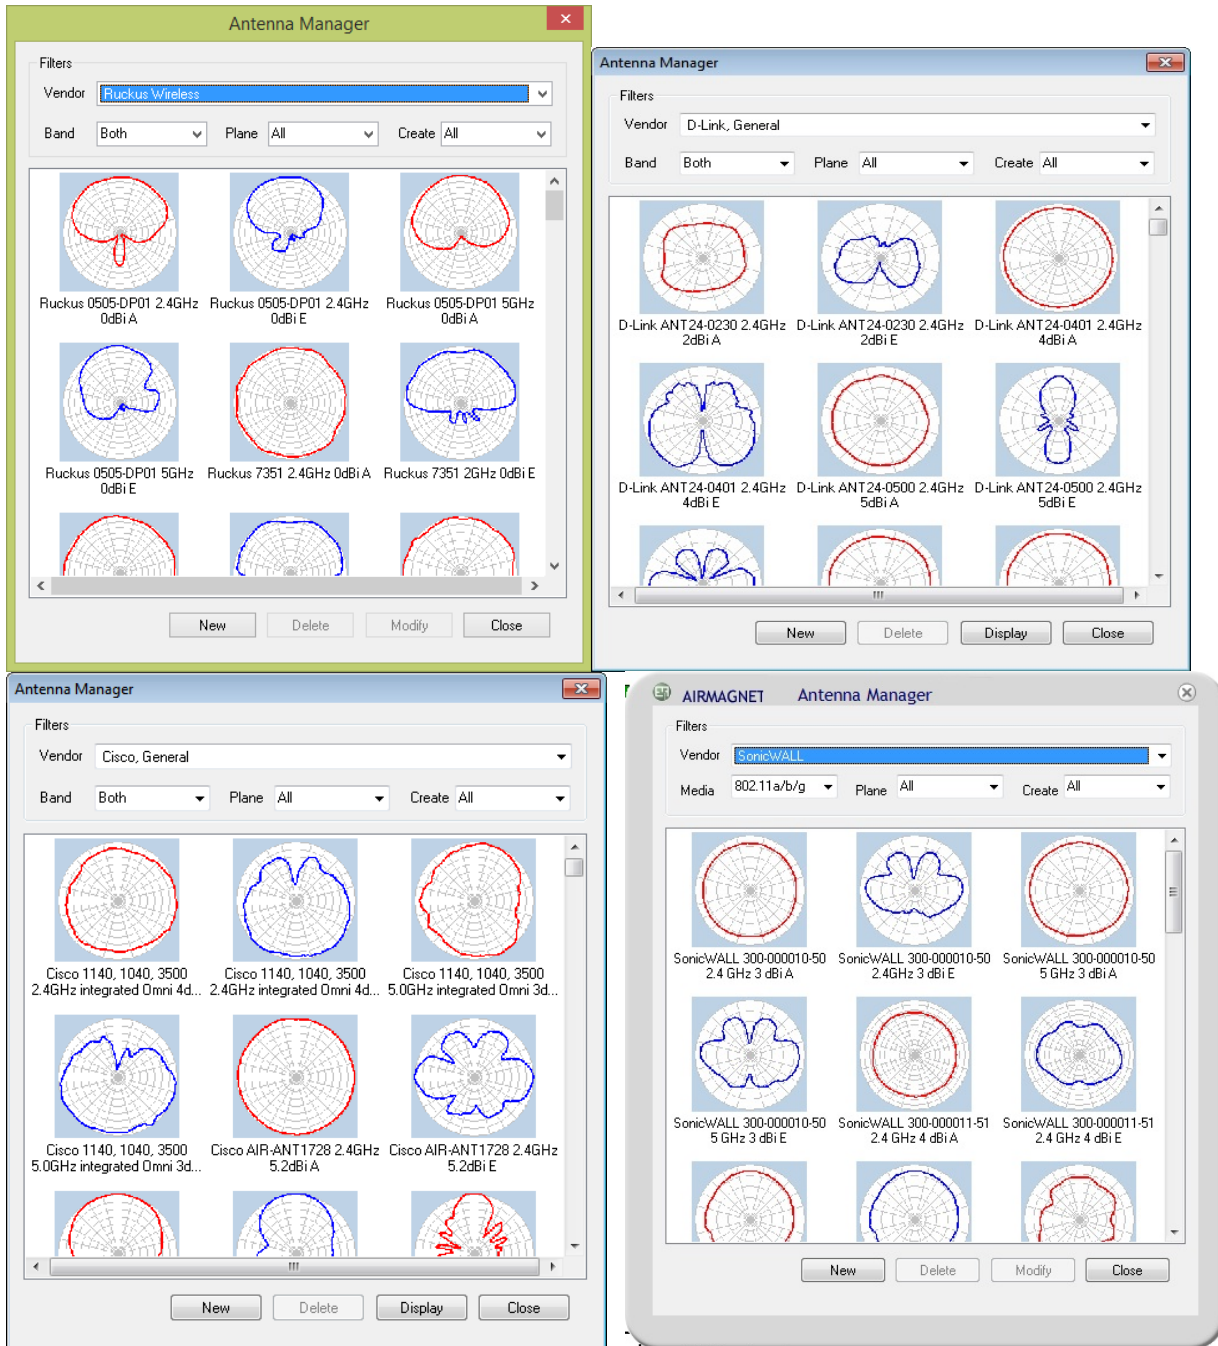 Antenna Manager
Filters
Vendor Ruckus Wireless
Band Both Plane All Create All
Ruckus 0505-DP01 2.4GHz Ruckus 0505-DP01 2.4GHz Ruckus 0505-DP01 5GHz
0dBi A 0dBi E 0dBi A
Ruckus 0505-DP01 5GHz Ruckus 7351 2.4GHz 0dBi A Ruckus 7351 2GHz 0dBi E
0dBi E
New Delete Modify Close
Antenna Manager
Filters
Vendor D-Link, General
Band Both Plane All Create All
D-Link ANT24-0230 2.4GHz D-Link ANT24-0230 2.4GHz D-Link ANT24-0401 2.4GHz
2dBi A 2dBi E 4dBi A
D-Link ANT24-0401 2.4GHz D-Link ANT24-0500 2.4GHz D-Link ANT24-0500 2.4GHz
4dBi E 5dBi A 5dBi E
New Delete Display Close
Antenna Manager
Filters
Vendor Cisco, General
Band Both Plane All Create All
Cisco 1140, 1040, 3500 Cisco 1140, 1040, 3500 Cisco 1140, 1040, 3500
2.4GHz integrated Omni 4d... 2.4GHz integrated Omni 4d... 5.0GHz integrated Omni 3d...
Cisco 1140, 1040, 3500 Cisco AIR-ANT1728 2.4GHz Cisco AIR-ANT1728 2.4GHz
5.0GHz integrated Omni 3d... 5.2dBi A 5.2dBi E
New Delete Display Close
AIRMAGNET Antenna Manager
Filters
Vendor SonicWALL
Media 802.11a/b/g Plane All Create All
SonicWALL 300-000010-50 SonicWALL 300-000010-50 SonicWALL 300-000010-50
2.4 GHz 3 dBi A 2.4GHz 3 dBi E 5 GHz 3 dBi A
SonicWALL 300-000010-50 SonicWALL 300-000011-51 SonicWALL 300-000011-51
5 GHz 3 dBi E 2.4 GHz 4 dBi A 2.4 GHz 4 dBi E
New Delete Modify Close